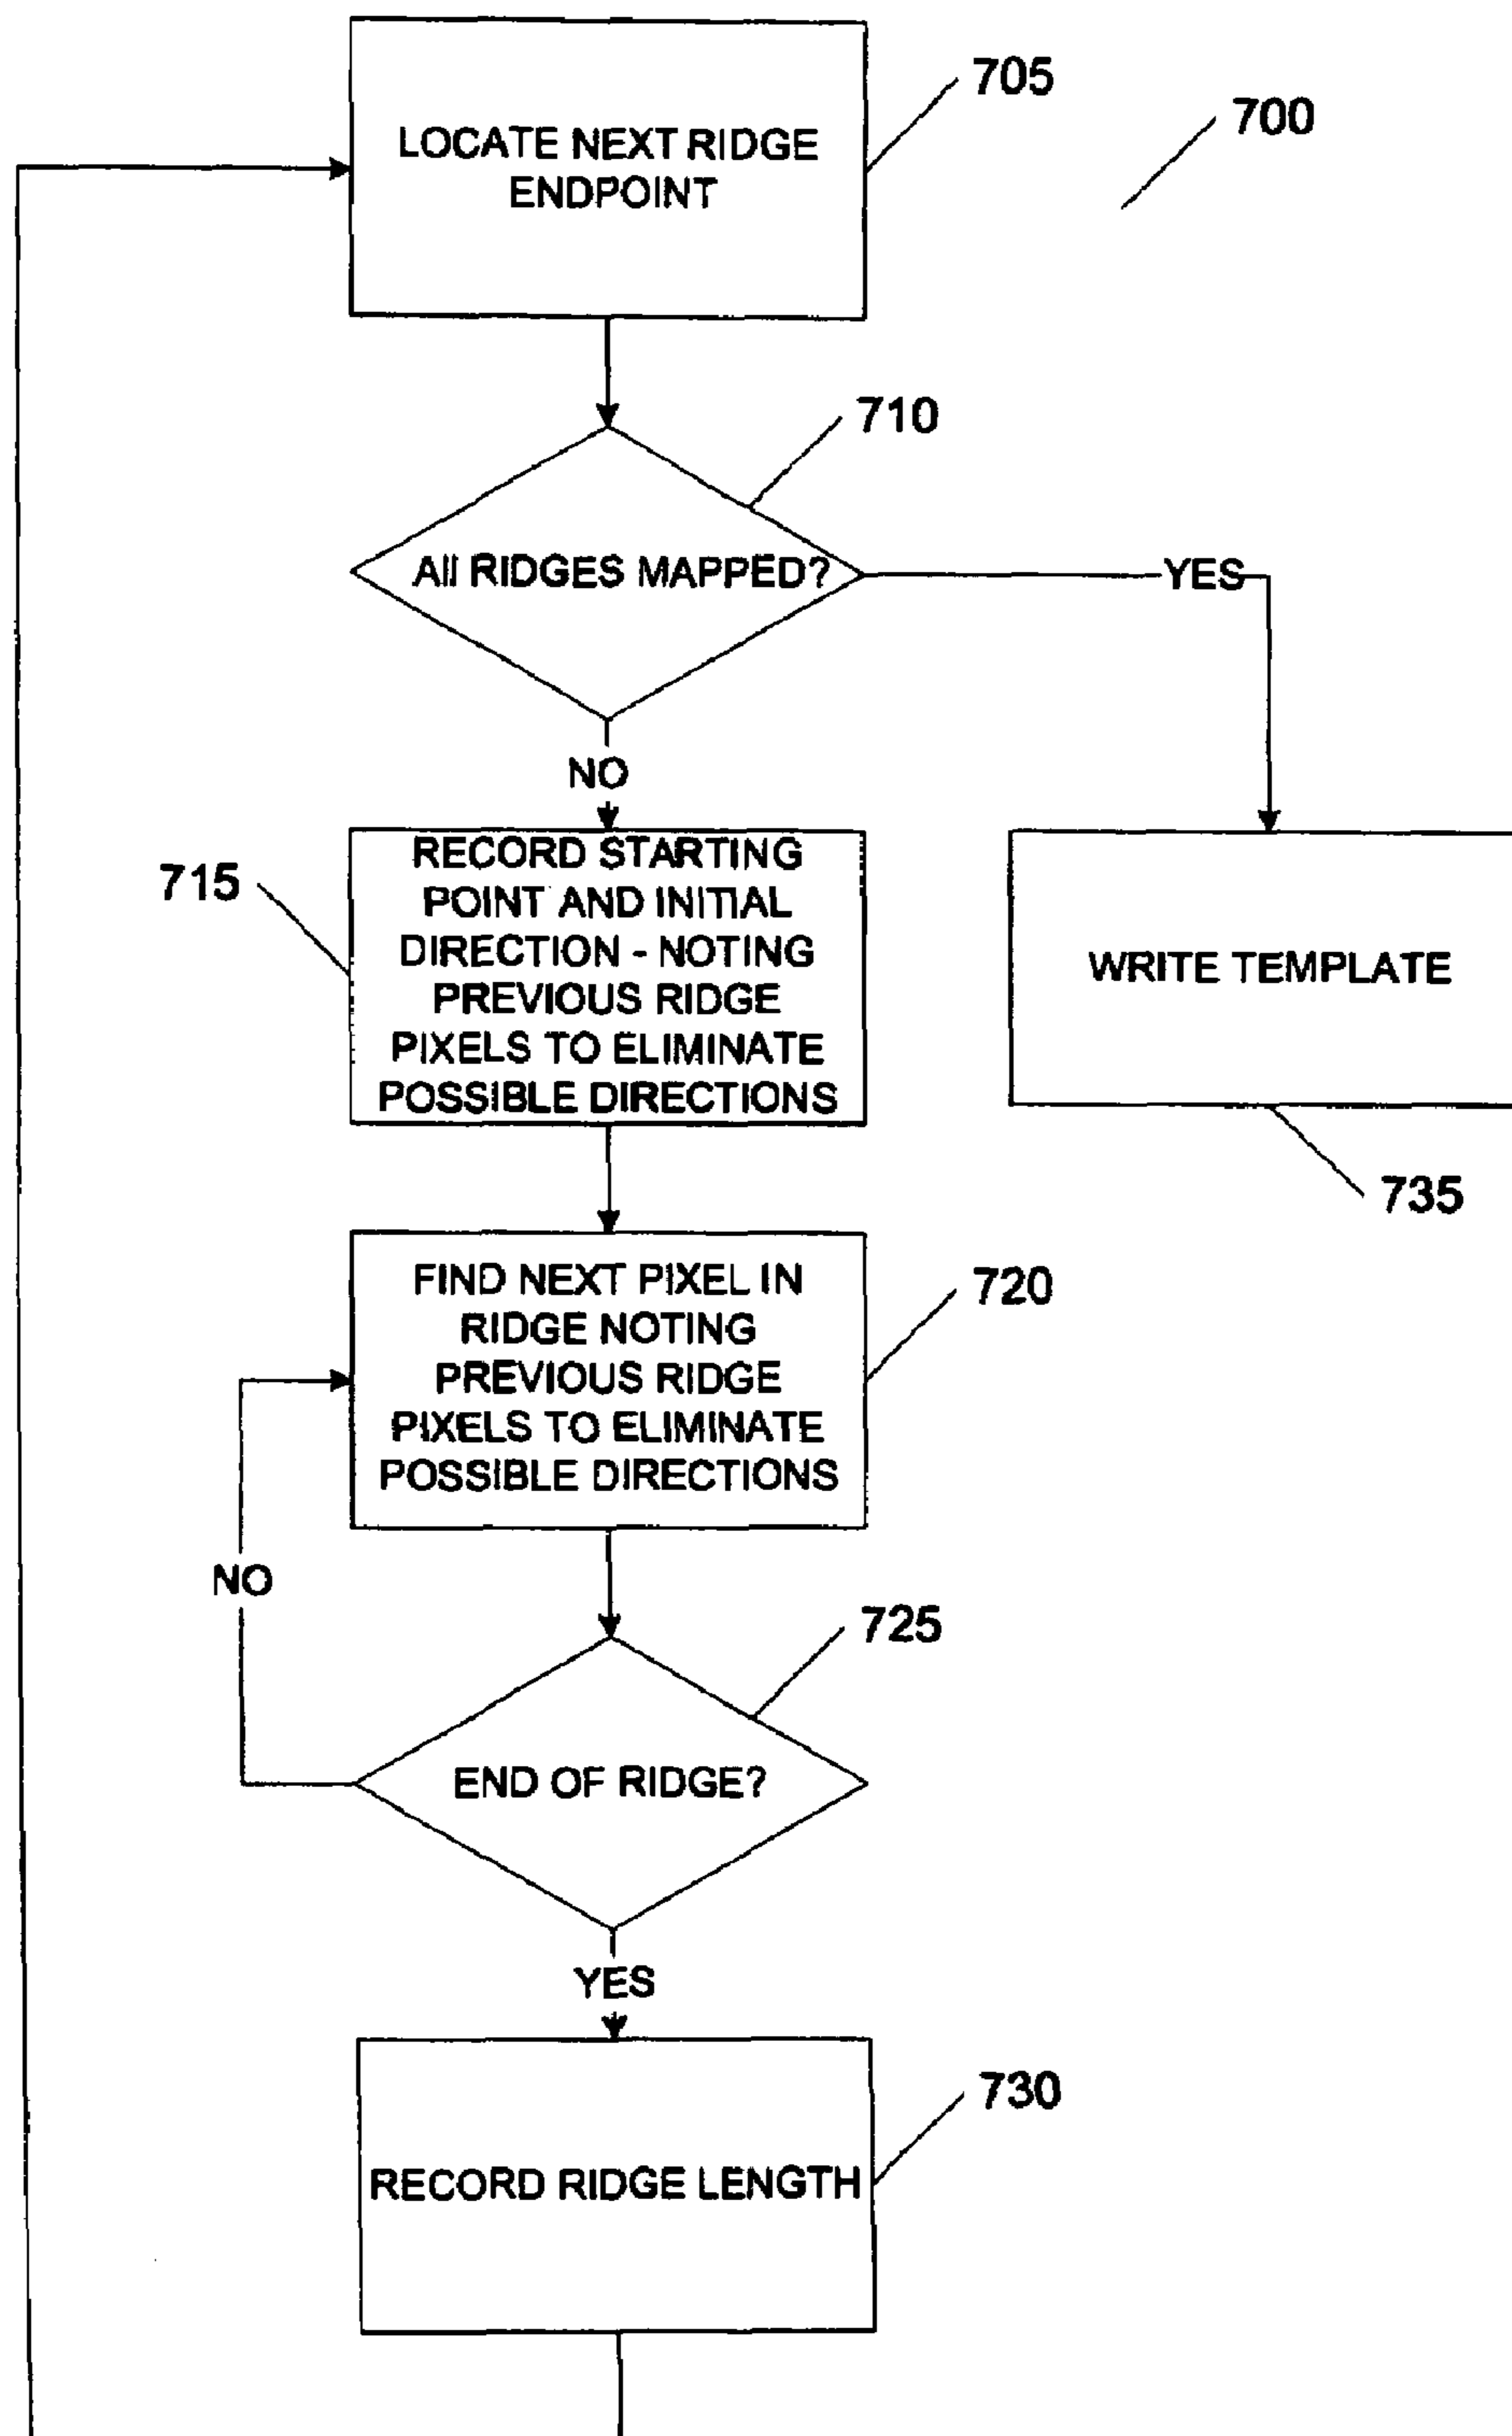 705
700
LOCATE NEXT RIDGE
ENDPOINT
710
All RIDGES MAPPED?
YES
NO
715
RECORD STARTING
POINT AND INITIAL
DIRECTION - NOTING
PREVIOUS RIDGE
PIXELS TO ELIMINATE
POSSIBLE DIRECTIONS
WRITE TEMPLATE
735
FIND NEXT PIXEL IN
RIDGE NOTING
PREVIOUS RIDGE
PIXELS TO ELIMINATE
POSSIBLE DIRECTIONS
720
NO
725
END OF RIDGE?
YES
730
RECORD RIDGE LENGTH